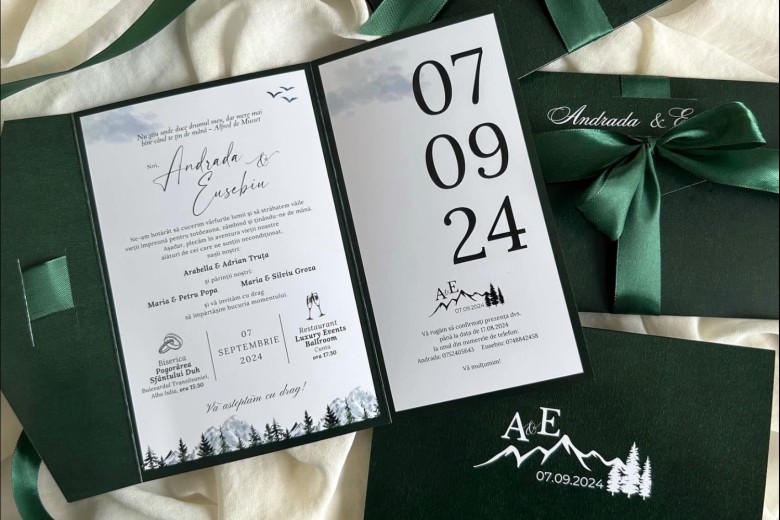 Nu știu unde duce drumul meu, dar merg mai
bine când te țin de mână - Alfred de Musset
Noi,
Andrada &
Eusebiu
Ne-am hotărât să cucerim vârfurile lumii și să străbatem văile
vieții împreună pentru totdeauna, zâmbind și ținându-ne de mână.
Așadar, plecăm în aventura vieții noastre
alături de cei care ne susțin necondiționat,
nașii noștri:
Arabella & Adrian Truța
și părinții noștri:
Maria & Petru Popa Maria & Silviu Grosa
și vă invităm cu drag
să împărtășim bucuria momentului.
Biserica
Pogorârea
Sfântului Duh
Bulevardul Transilvaniei,
Alba Iulia, ora 15:30
07
SEPTEMBRIE
2024
Restaurant
Luxury Events
Ballroom
Ciuta
ora 17:30
Vă așteptăm cu drag!
07
09
24
A&E
07.09.2024
Vă rugăm să confirmați prezența dvs.
până la data de 17.08.2024
la unul din numerele de telefon:
Andrada: 0752405643 Eusebiu: 0748842458
Vă mulțumim!
Andrada & E
A&E
07.09.2024